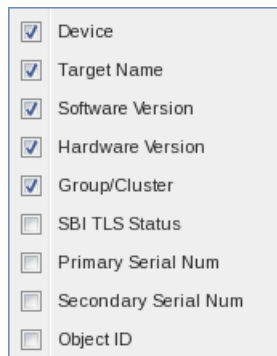 Device
Target Name
Software Version
Hardware Version
Group/Cluster
SBI TLS Status
Primary Serial Num
Secondary Serial Num
Object ID